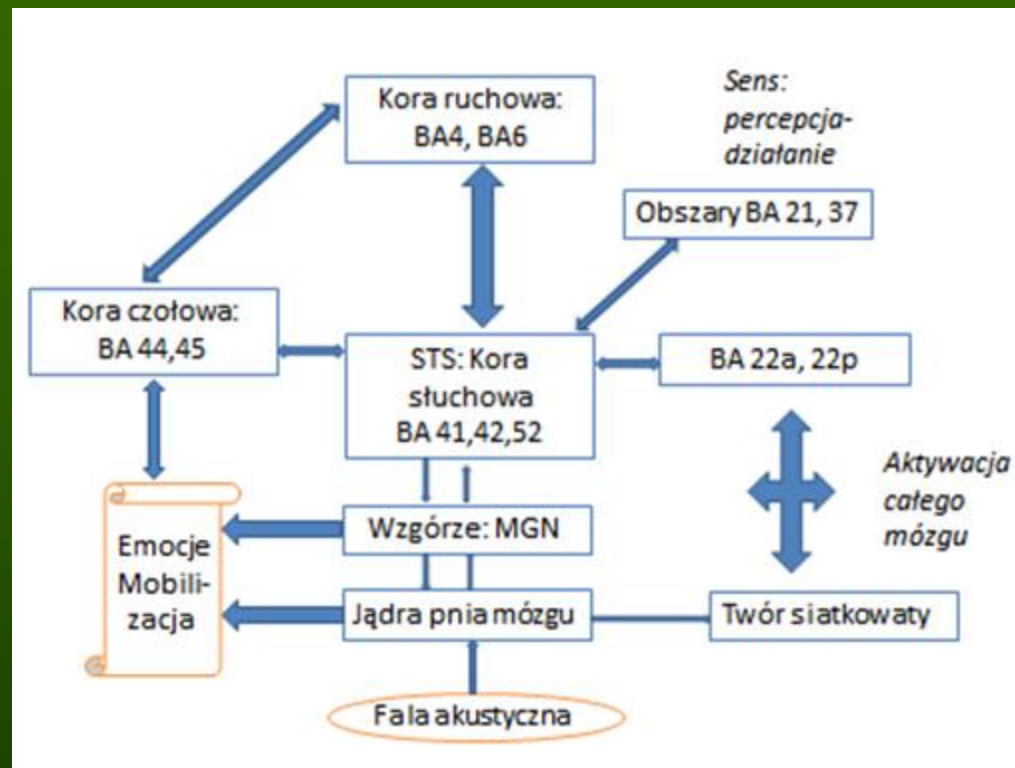 Kora ruchowa:
BA4, BA6
Sens:
percepcja-
działanie
Obszary BA 21, 37
Kora czołowa:
BA 44,45
STS: Kora
słuchowa
BA 41,42,52
BA 22a, 22p
Aktywacja
całego
mózgu
Emocje
Mobili-
zacja
Wzgórze: MGN
Jądra pnia mózgu
Twór siatkowaty
Fala akustyczna